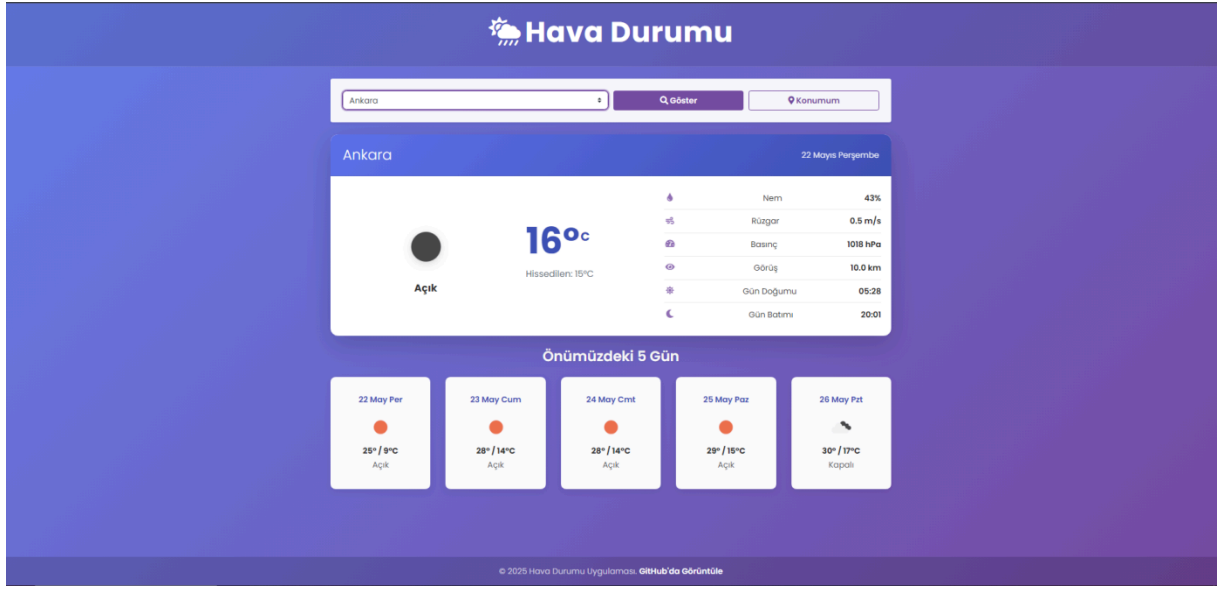 Hava Durumu
Ankara
Göster
Konumum
Ankara
22 Mayıs Perşembe
16°C
Hissedilen: 15°C
Açık
Nem 43%
Rüzgar 0.5 m/s
Basınç 1018 hPa
Görüş 10.0 km
Gün Doğumu 05:28
Gün Batımı 20:01
Önümüzdeki 5 Gün
22 May Per
25° / 9°C
Açık
23 May Cum
28° / 14°C
Açık
24 May Cmt
28° / 14°C
Açık
25 May Paz
29° / 15°C
Açık
26 May Pzt
30° / 17°C
Kapalı
© 2025 Hava Durumu Uygulaması. GitHub'da Görüntüle